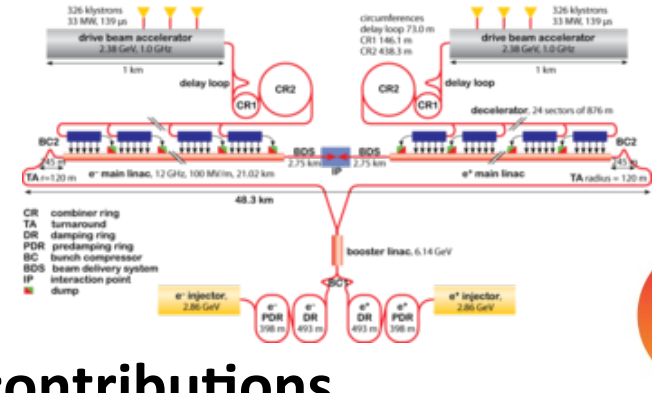 326 klystrons
33 MW, 139 µs
drive beam accelerator
2.38 GeV, 1.0 GHz
1 km
delay loop
CR1
CR2
circumferences
delay loop 73.0 m
CR1 146.1 m
CR2 438.3 m
326 klystrons
33 MW, 139 µs
drive beam accelerator
2.38 GeV, 1.0 GHz
1 km
delay loop
CR2
CR1
decelerator, 24 sectors of 876 m
BC2
245 m
TA r=120 m
e⁻ main linac, 12 GHz, 100 MV/m, 21.02 km
BDS
2.75 km
IP
BDS
2.75 km
e⁺ main linac
BC2
245 m
TA radius = 120 m
48.3 km
CR combiner ring
TA turnaround
DR damping ring
PDR predamping ring
BC bunch compressor
BDS beam delivery system
IP interaction point
dump
booster linac, 6.14 GeV
BC1
e⁻ injector,
2.86 GeV
e⁻
PDR
398 m
e⁻
DR
493 m
e⁺
DR
493 m
e⁺
PDR
398 m
e⁺ injector,
2.86 GeV
contributions